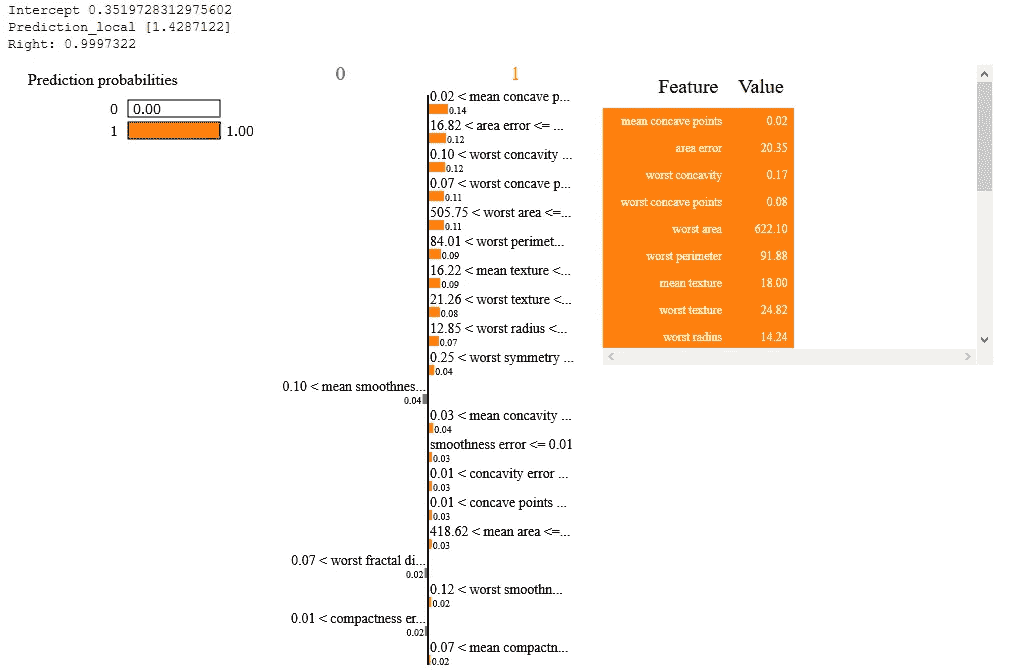 Intercept 0.3519728312975602
Prediction_local [1.4287122]
Right: 0.9997322
Prediction probabilities
0 0.00
1 1.00
0 1
0.02 < mean concave p...
0.14
16.82 < area error <= ...
0.12
0.10 < worst concavity ...
0.12
0.07 < worst concave p...
0.11
505.75 < worst area <=...
0.11
84.01 < worst perimet...
0.09
16.22 < mean texture <...
0.09
21.26 < worst texture <...
0.08
12.85 < worst radius <...
0.07
0.25 < worst symmetry ...
0.04
0.10 < mean smoothnes...
0.04
0.03 < mean concavity ...
0.04
smoothness error <= 0.01
0.03
0.01 < concavity error ...
0.03
0.01 < concave points ...
0.03
418.62 < mean area <=...
0.03
0.07 < worst fractal di...
0.02
0.12 < worst smoothn...
0.02
0.01 < compactness er...
0.02
0.07 < mean compactn...
0.02
Feature Value
mean concave points 0.02
area error 20.35
worst concavity 0.17
worst concave points 0.08
worst area 622.10
worst perimeter 91.88
mean texture 18.00
worst texture 24.82
worst radius 14.24